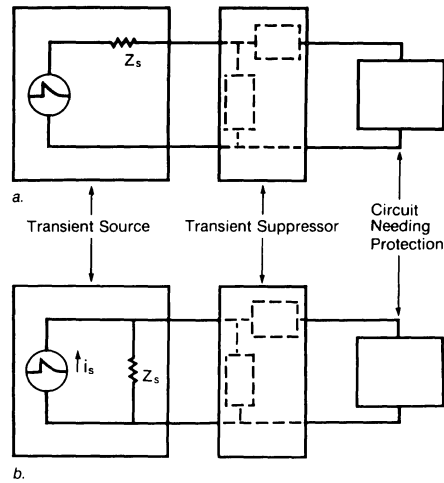 Zs
a.
Transient Source
Transient Suppressor
Circuit
Needing
Protection
is
Zs
b.